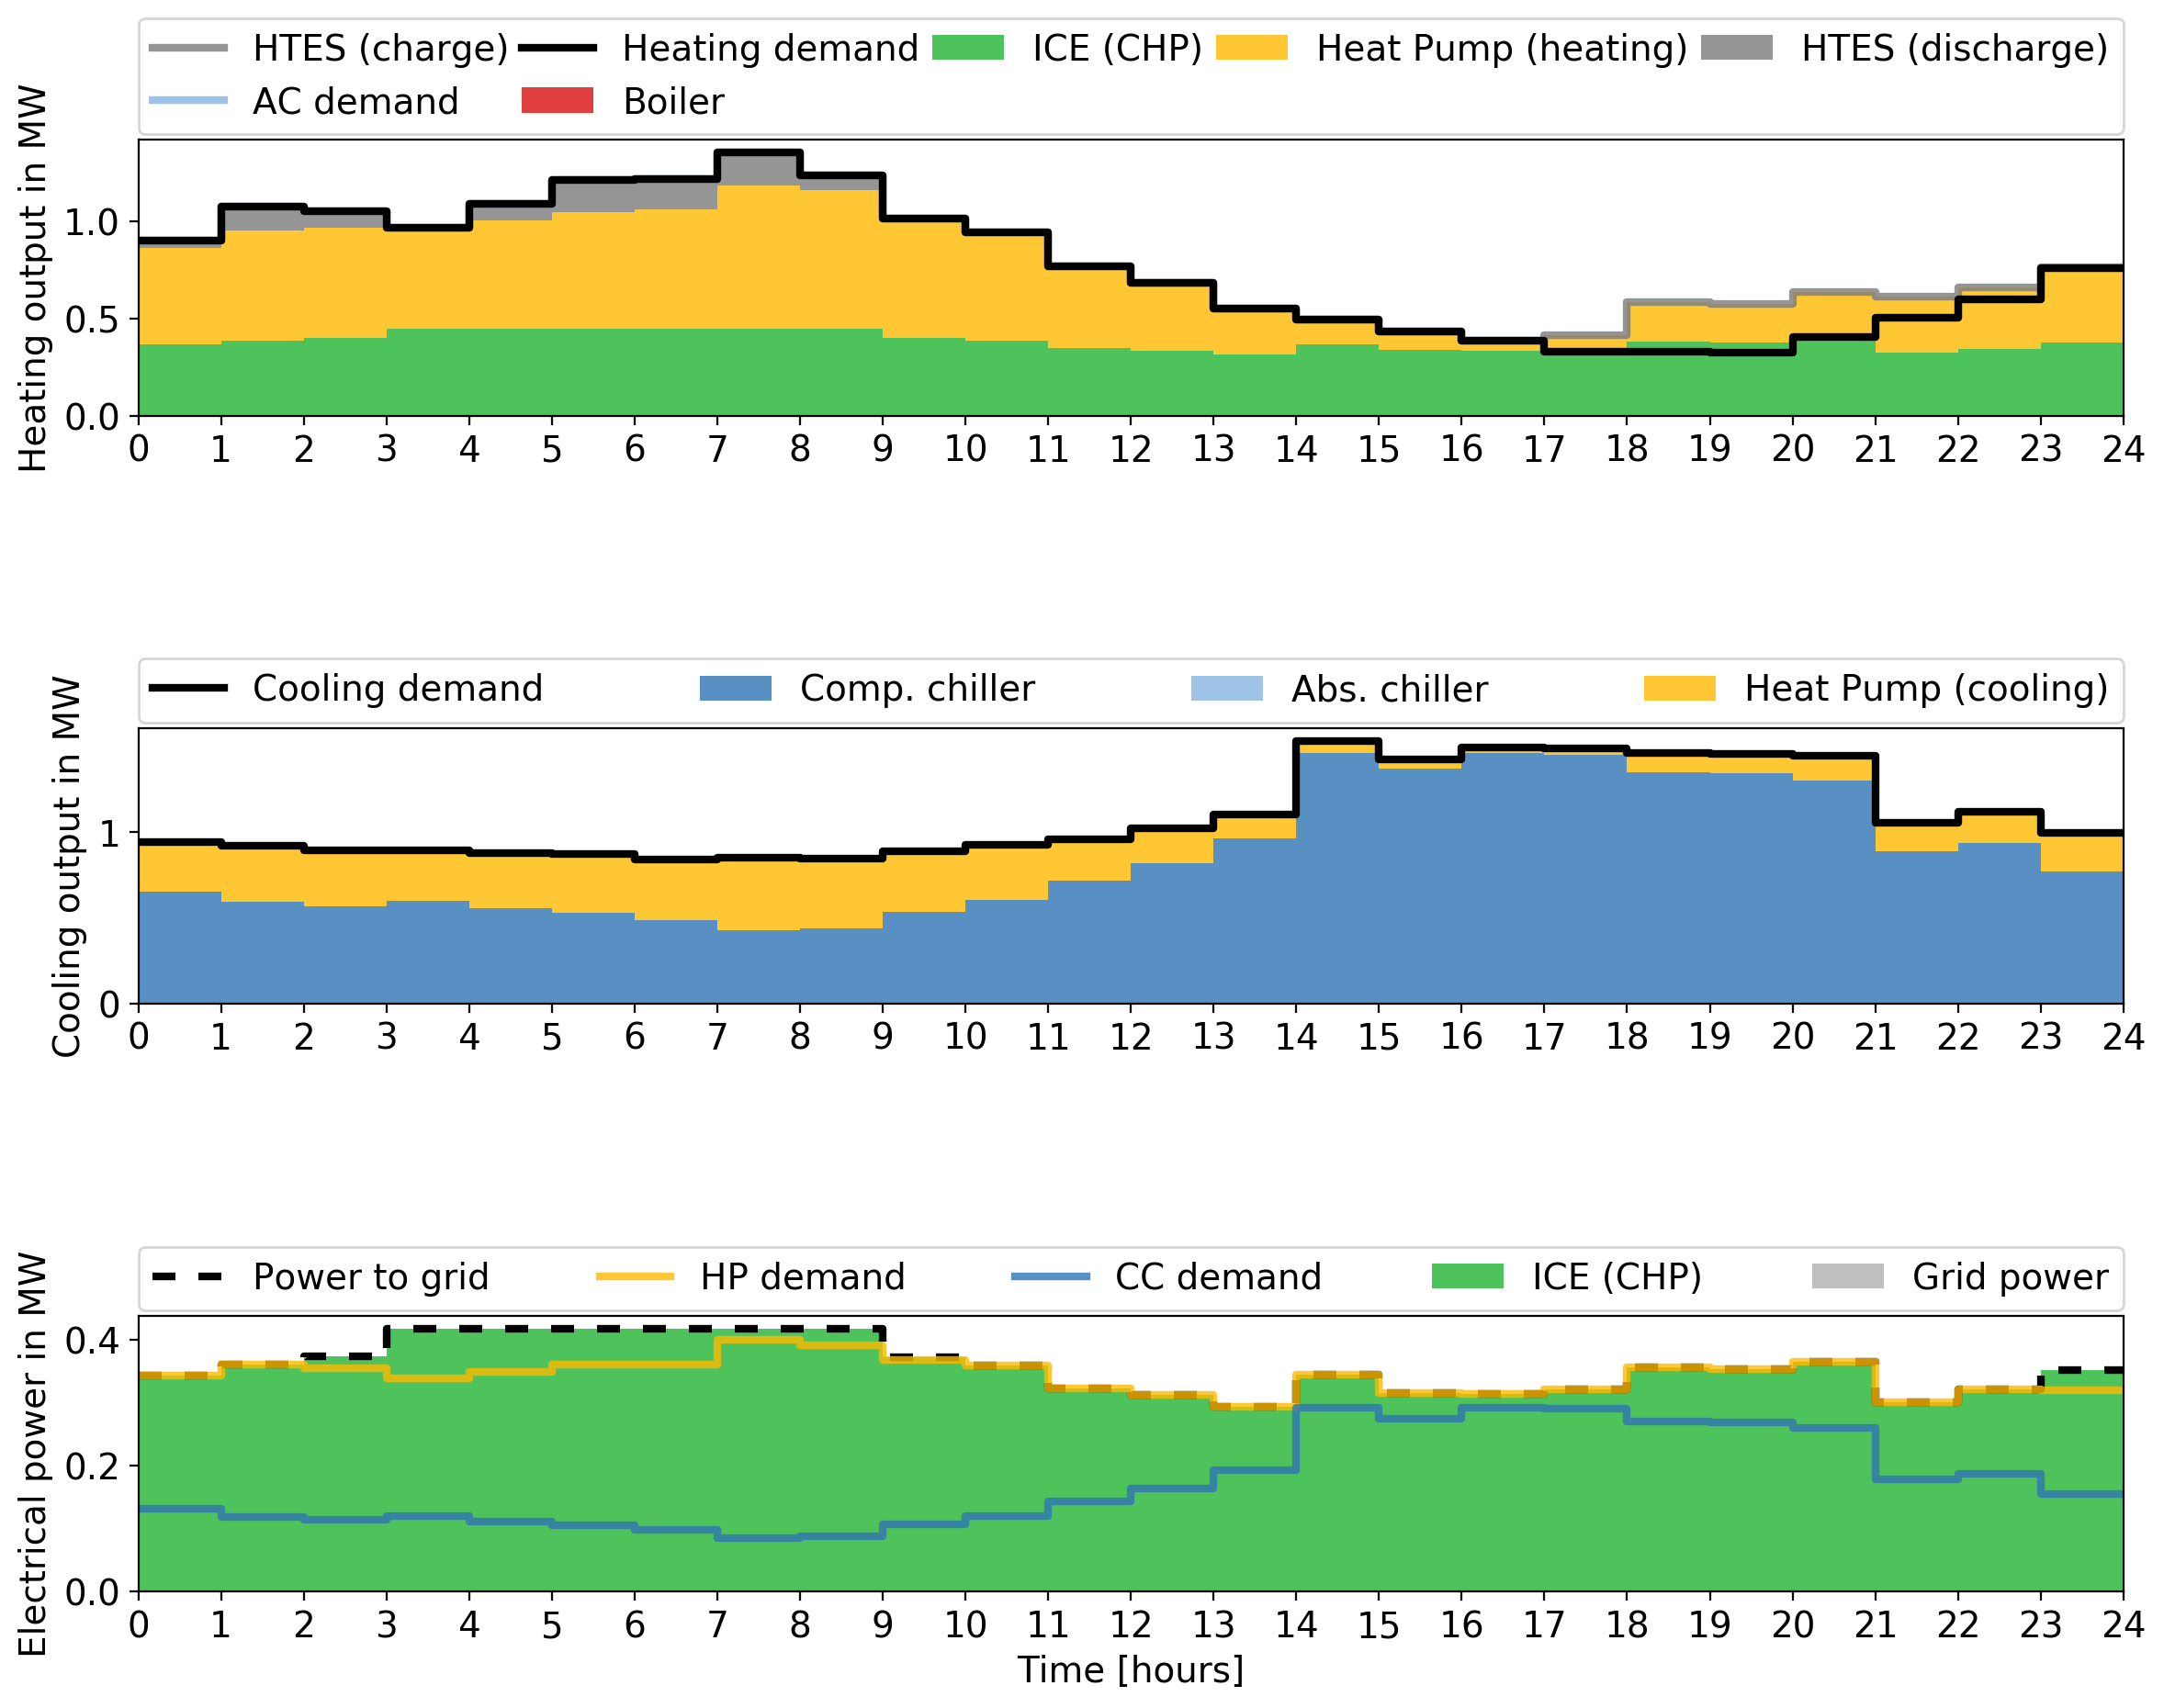 HTES (charge) Heating demand ICE (CHP) Heat Pump (heating) HTES (discharge)
AC demand Boiler
Heating output in MW
1.0
0.5
0.0
0 1 2 3 4 5 6 7 8 9 10 11 12 13 14 15 16 17 18 19 20 21 22 23 24
Cooling demand Comp. chiller Abs. chiller Heat Pump (cooling)
Cooling output in MW
1
0
0 1 2 3 4 5 6 7 8 9 10 11 12 13 14 15 16 17 18 19 20 21 22 23 24
Power to grid HP demand CC demand ICE (CHP) Grid power
Electrical power in MW
0.4
0.2
0.0
0 1 2 3 4 5 6 7 8 9 10 11 12 13 14 15 16 17 18 19 20 21 22 23 24
Time [hours]